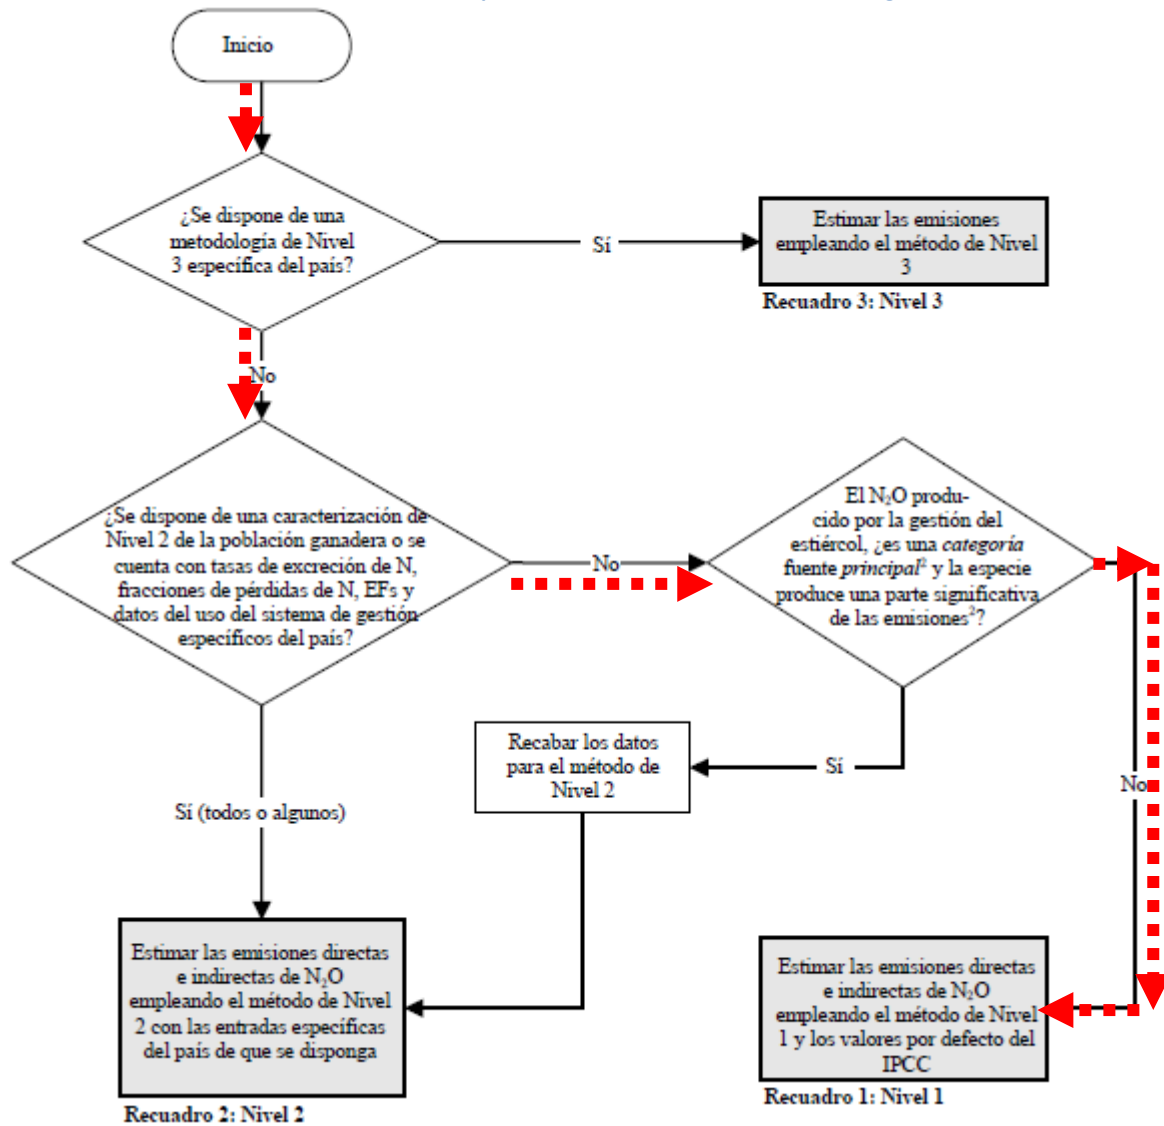 Inicio
¿Se dispone de una
metodología de Nivel
3 específica del país?
Sí
Estimar las emisiones
empleando el método de Nivel
3
Recuadro 3: Nivel 3
No
¿Se dispone de una caracterización de
Nivel 2 de la población ganadera o se
cuenta con tasas de excreción de N,
fracciones de pérdidas de N, EFs y
datos del uso del sistema de gestión
específicos del país?
No
El N₂O produ-
cido por la gestión del
estiércol, ¿es una categoría
fuente principal² y la especie
produce una parte significativa
de las emisiones²?
Recabar los datos
para el método de
Nivel 2
Sí
No
Sí (todos o algunos)
Estimar las emisiones directas
e indirectas de N₂O
empleando el método de Nivel
2 con las entradas específicas
del país de que se disponga
Recuadro 2: Nivel 2
Estimar las emisiones directas
e indirectas de N₂O
empleando el método de Nivel
1 y los valores por defecto del
IPCC
Recuadro 1: Nivel 1